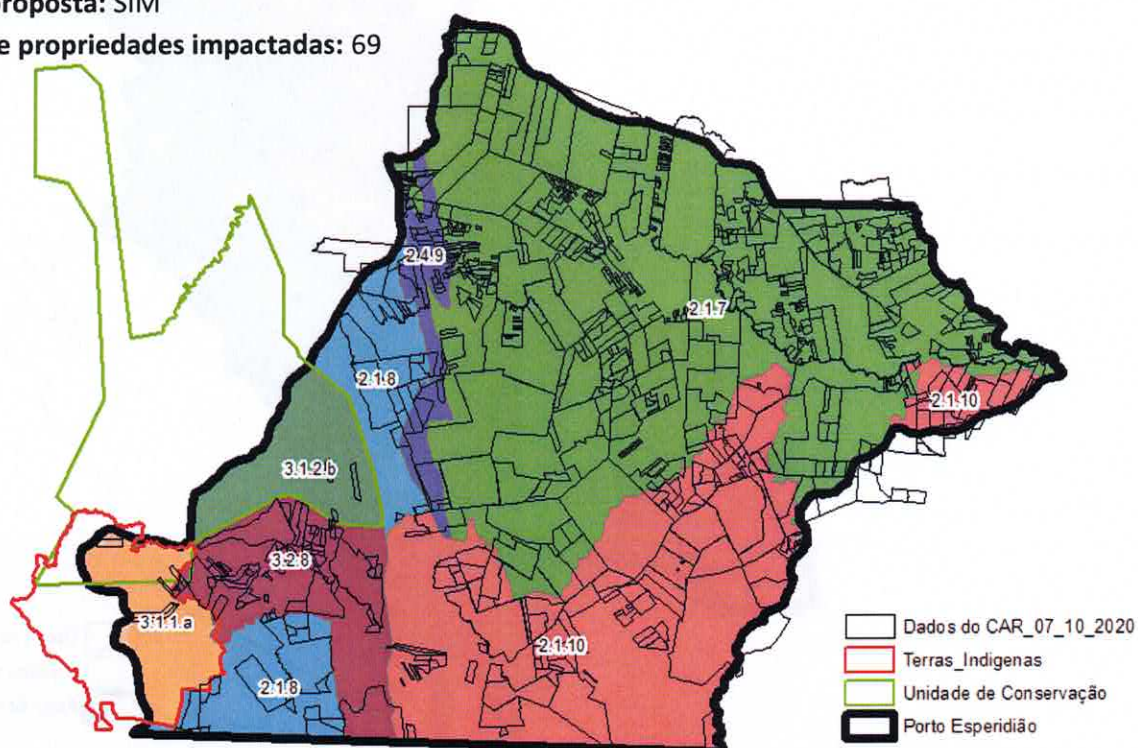 proposta: SIM
e propriedades impactadas: 69
2.4.9
2.1.7
2.1.8
2.1.10
3.1.2.b
3.2.8
3.1.1.a
2.1.10
2.1.8
Dados do CAR_07_10_2020
Terras_Indigenas
Unidade de Conservação
Porto Esperidião